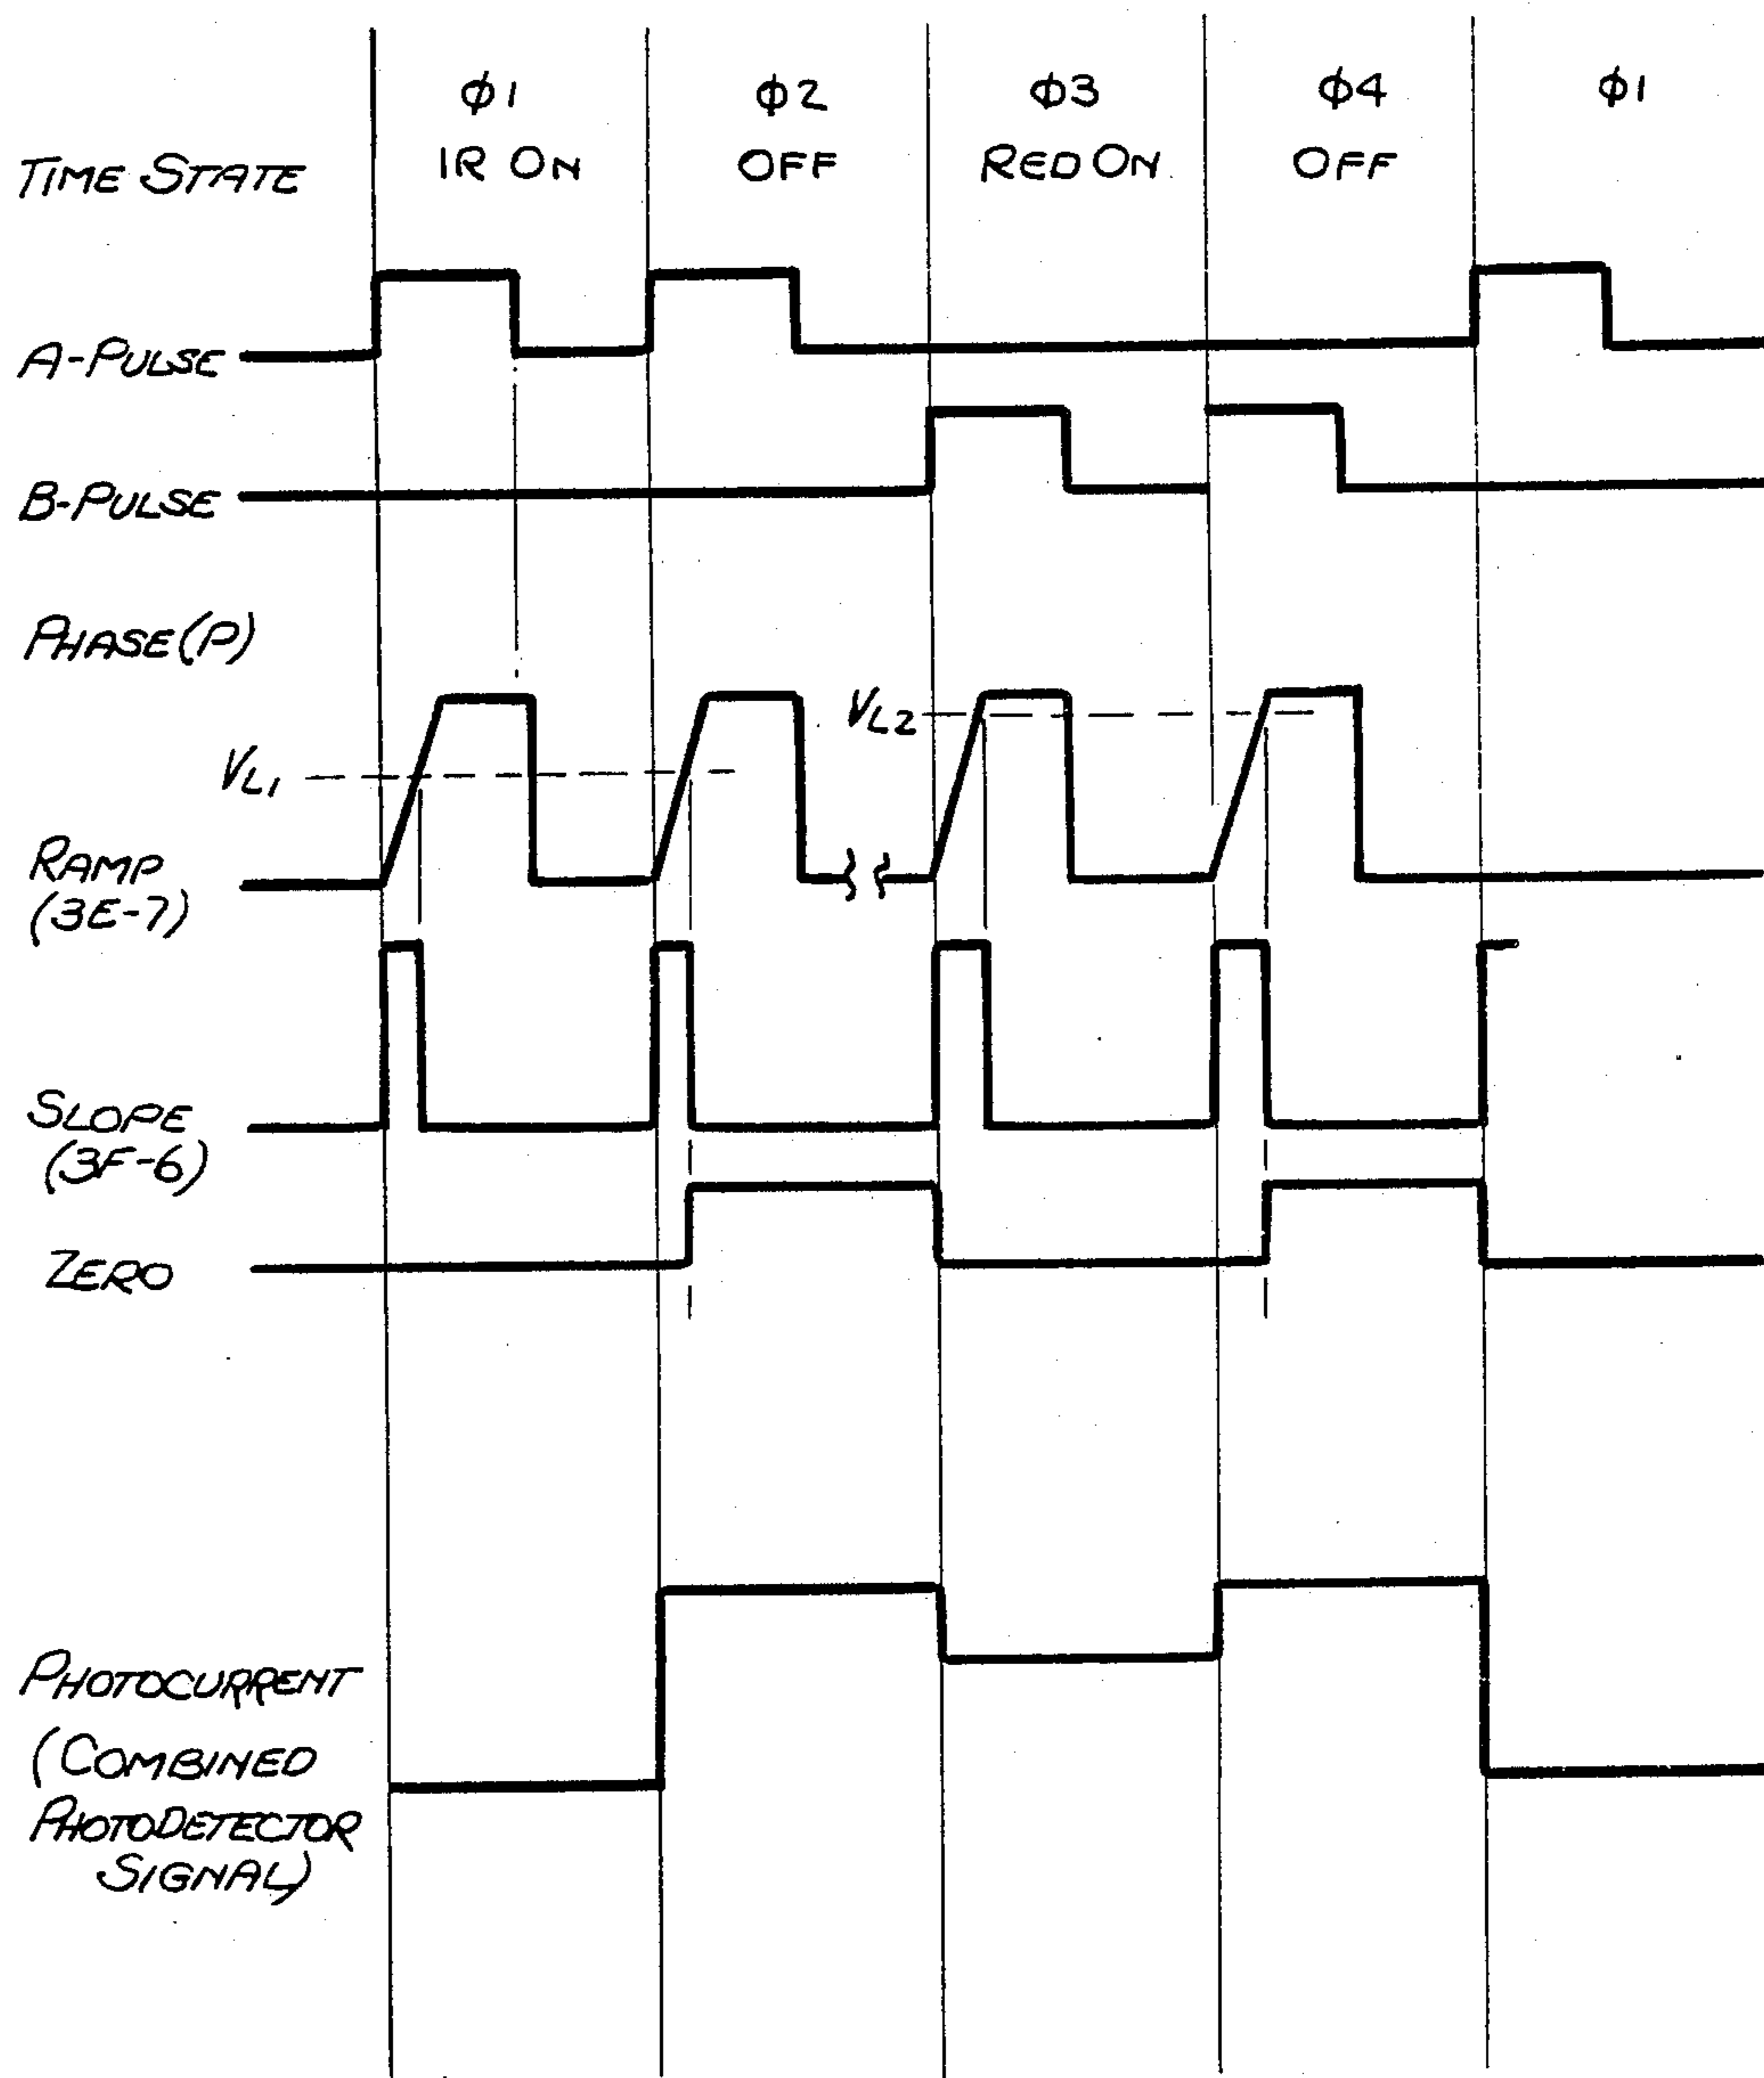 φ1 φ2 φ3 φ4 φ1
TIME STATE IR ON OFF RED ON OFF
A-PULSE
B-PULSE
PHASE(P)
VL2
VL1
RAMP
(3E-7)
SLOPE
(3F-6)
ZERO
PHOTOCURRENT
(COMBINED
PHOTODETECTOR
SIGNAL)